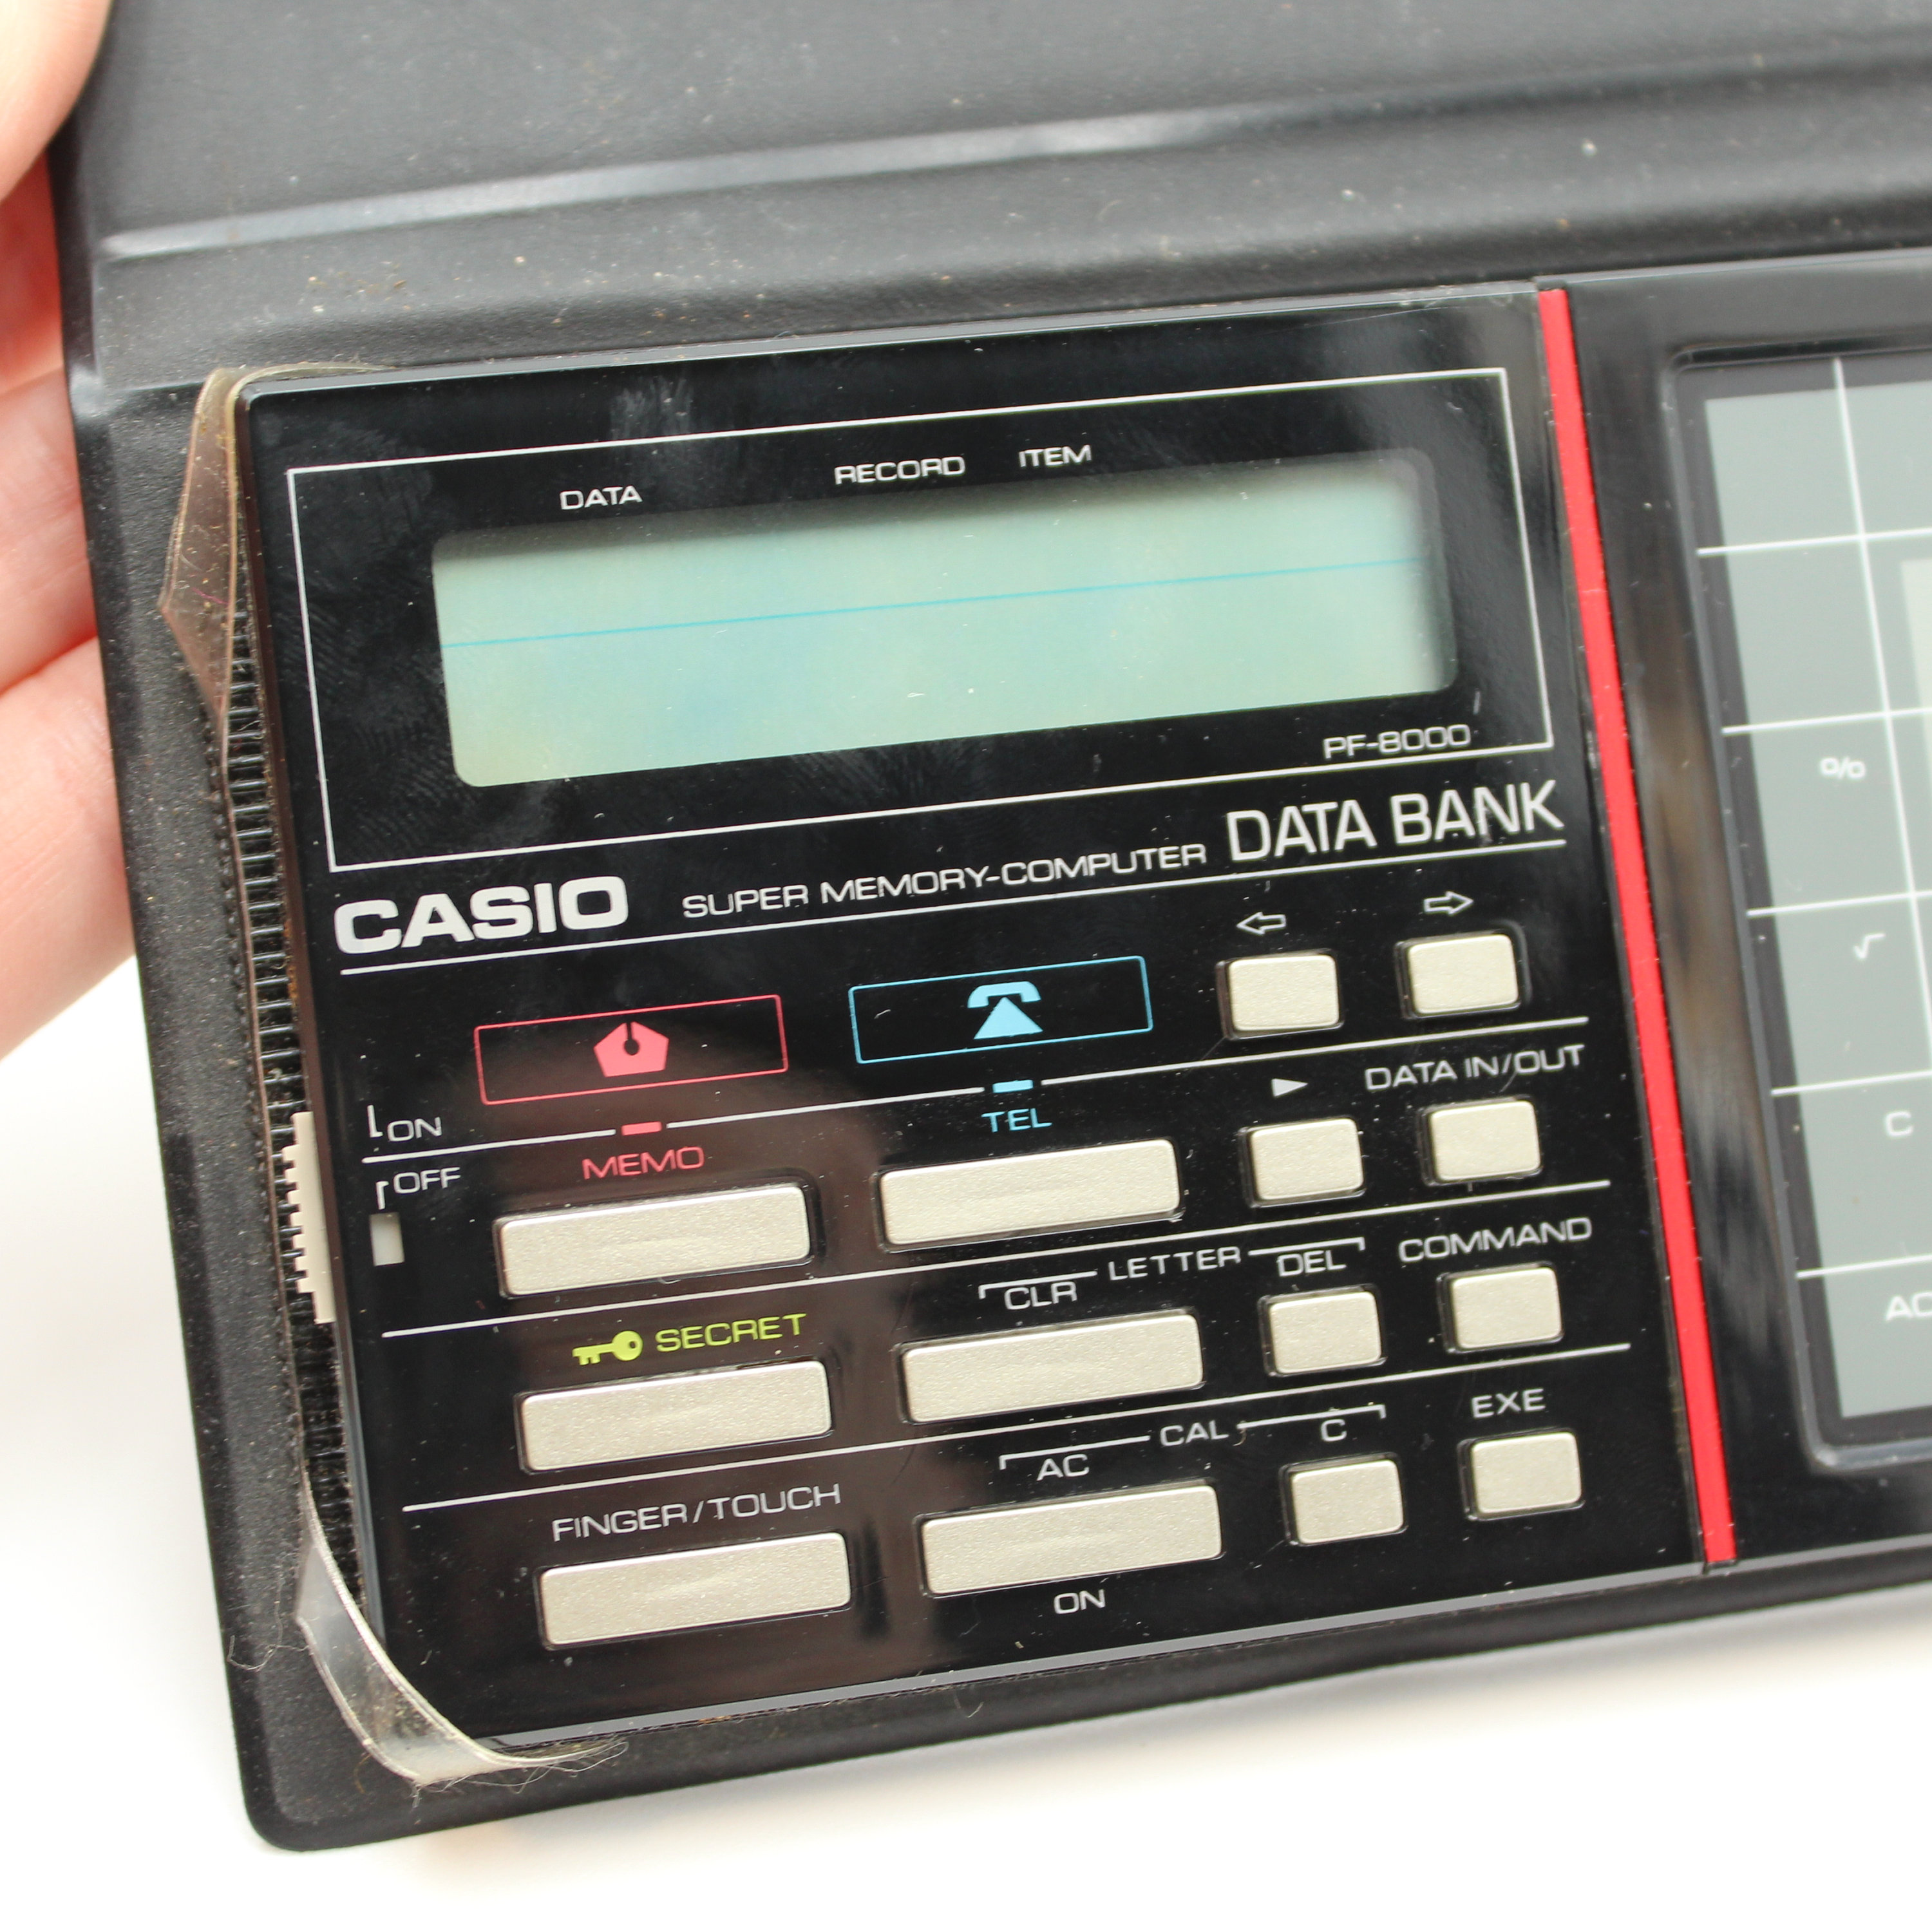 DATA RECORD ITEM
PF-8000
CASIO SUPER MEMORY-COMPUTER DATA BANK
ON
OFF
MEMO
TEL
DATA IN/OUT
SECRET
LETTER
CLR
DEL
COMMAND
FINGER/TOUCH
CAL
AC
C
EXE
ON
%
√
C
AC